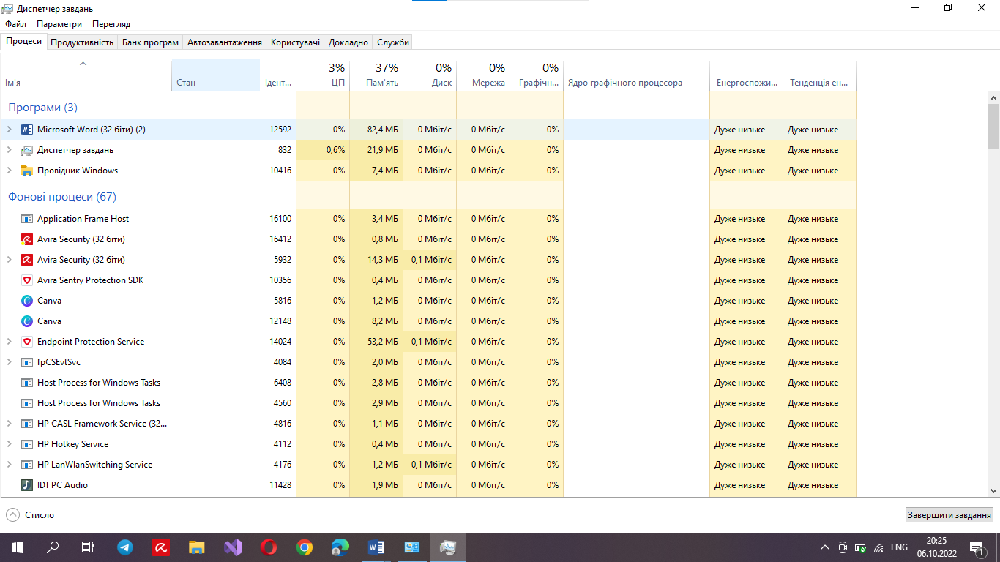 Диспетчер завдань
Файл Параметри Перегляд
Процеси Продуктивність Банк програм Автозавантаження Користувачі Докладно Служби
3% 37% 0% 0% 0%
Ім'я Стан Ідент... ЦП Пам'ять Диск Мережа Графічн... Ядро графічного процесора Енергоспожи... Тенденція ен...
Програми (3)
Microsoft Word (32 біти) (2) 12592 0% 82,4 МБ 0 Мбіт/с 0 Мбіт/с 0% Дуже низьке Дуже низьке
Диспетчер завдань 832 0,6% 21,9 МБ 0 Мбіт/с 0 Мбіт/с 0% Дуже низьке Дуже низьке
Провідник Windows 10416 0% 7,4 МБ 0 Мбіт/с 0 Мбіт/с 0% Дуже низьке Дуже низьке
Фонові процеси (67)
Application Frame Host 16100 0% 3,4 МБ 0 Мбіт/с 0 Мбіт/с 0% Дуже низьке Дуже низьке
Avira Security (32 біти) 16412 0% 0,8 МБ 0 Мбіт/с 0 Мбіт/с 0% Дуже низьке Дуже низьке
Avira Security (32 біти) 5932 0% 14,3 МБ 0,1 Мбіт/с 0 Мбіт/с 0% Дуже низьке Дуже низьке
Avira Sentry Protection SDK 10356 0% 0,4 МБ 0 Мбіт/с 0 Мбіт/с 0% Дуже низьке Дуже низьке
Canva 5816 0% 1,2 МБ 0 Мбіт/с 0 Мбіт/с 0% Дуже низьке Дуже низьке
Canva 12148 0% 8,2 МБ 0 Мбіт/с 0 Мбіт/с 0% Дуже низьке Дуже низьке
Endpoint Protection Service 14024 0% 53,2 МБ 0,1 Мбіт/с 0 Мбіт/с 0% Дуже низьке Дуже низьке
fpCSEvtSvc 4084 0% 2,0 МБ 0 Мбіт/с 0 Мбіт/с 0% Дуже низьке Дуже низьке
Host Process for Windows Tasks 6408 0% 2,8 МБ 0 Мбіт/с 0 Мбіт/с 0% Дуже низьке Дуже низьке
Host Process for Windows Tasks 4560 0% 2,9 МБ 0 Мбіт/с 0 Мбіт/с 0% Дуже низьке Дуже низьке
HP CASL Framework Service (32... 4816 0% 1,1 МБ 0 Мбіт/с 0 Мбіт/с 0% Дуже низьке Дуже низьке
HP Hotkey Service 4112 0% 0,4 МБ 0 Мбіт/с 0 Мбіт/с 0% Дуже низьке Дуже низьке
HP LanWlanSwitching Service 4176 0% 1,2 МБ 0,1 Мбіт/с 0 Мбіт/с 0% Дуже низьке Дуже низьке
IDT PC Audio 11428 0% 1,9 МБ 0 Мбіт/с 0 Мбіт/с 0% Дуже низьке Дуже низьке
Стисло Завершити завдання
ENG 20:25
06.10.2022 1